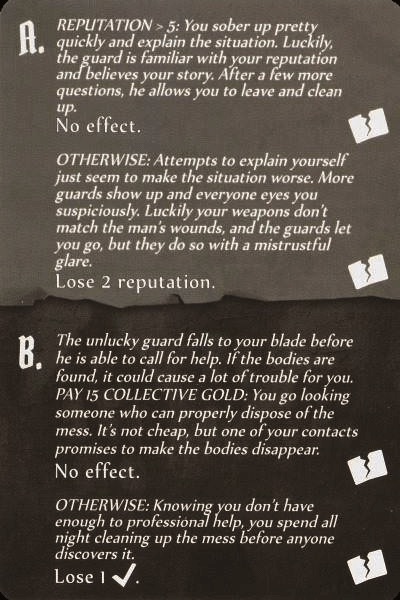 A.
REPUTATION > 5: You sober up pretty
quickly and explain the situation. Luckily,
the guard is familiar with your reputation
and believes your story. After a few more
questions, he allows you to leave and clean
up.
No effect.
OTHERWISE: Attempts to explain yourself
just seem to make the situation worse. More
guards show up and everyone eyes you
suspiciously. Luckily your weapons don't
match the man's wounds, and the guards let
you go, but they do so with a mistrustful
glare.
Lose 2 reputation.
B.
The unlucky guard falls to your blade before
he is able to call for help. If the bodies are
found, it could cause a lot of trouble for you.
PAY 15 COLLECTIVE GOLD: You go looking
someone who can properly dispose of the
mess. It's not cheap, but one of your contacts
promises to make the bodies disappear.
No effect.
OTHERWISE: Knowing you don't have
enough to professional help, you spend all
night cleaning up the mess before anyone
discovers it.
Lose 1 ✓.